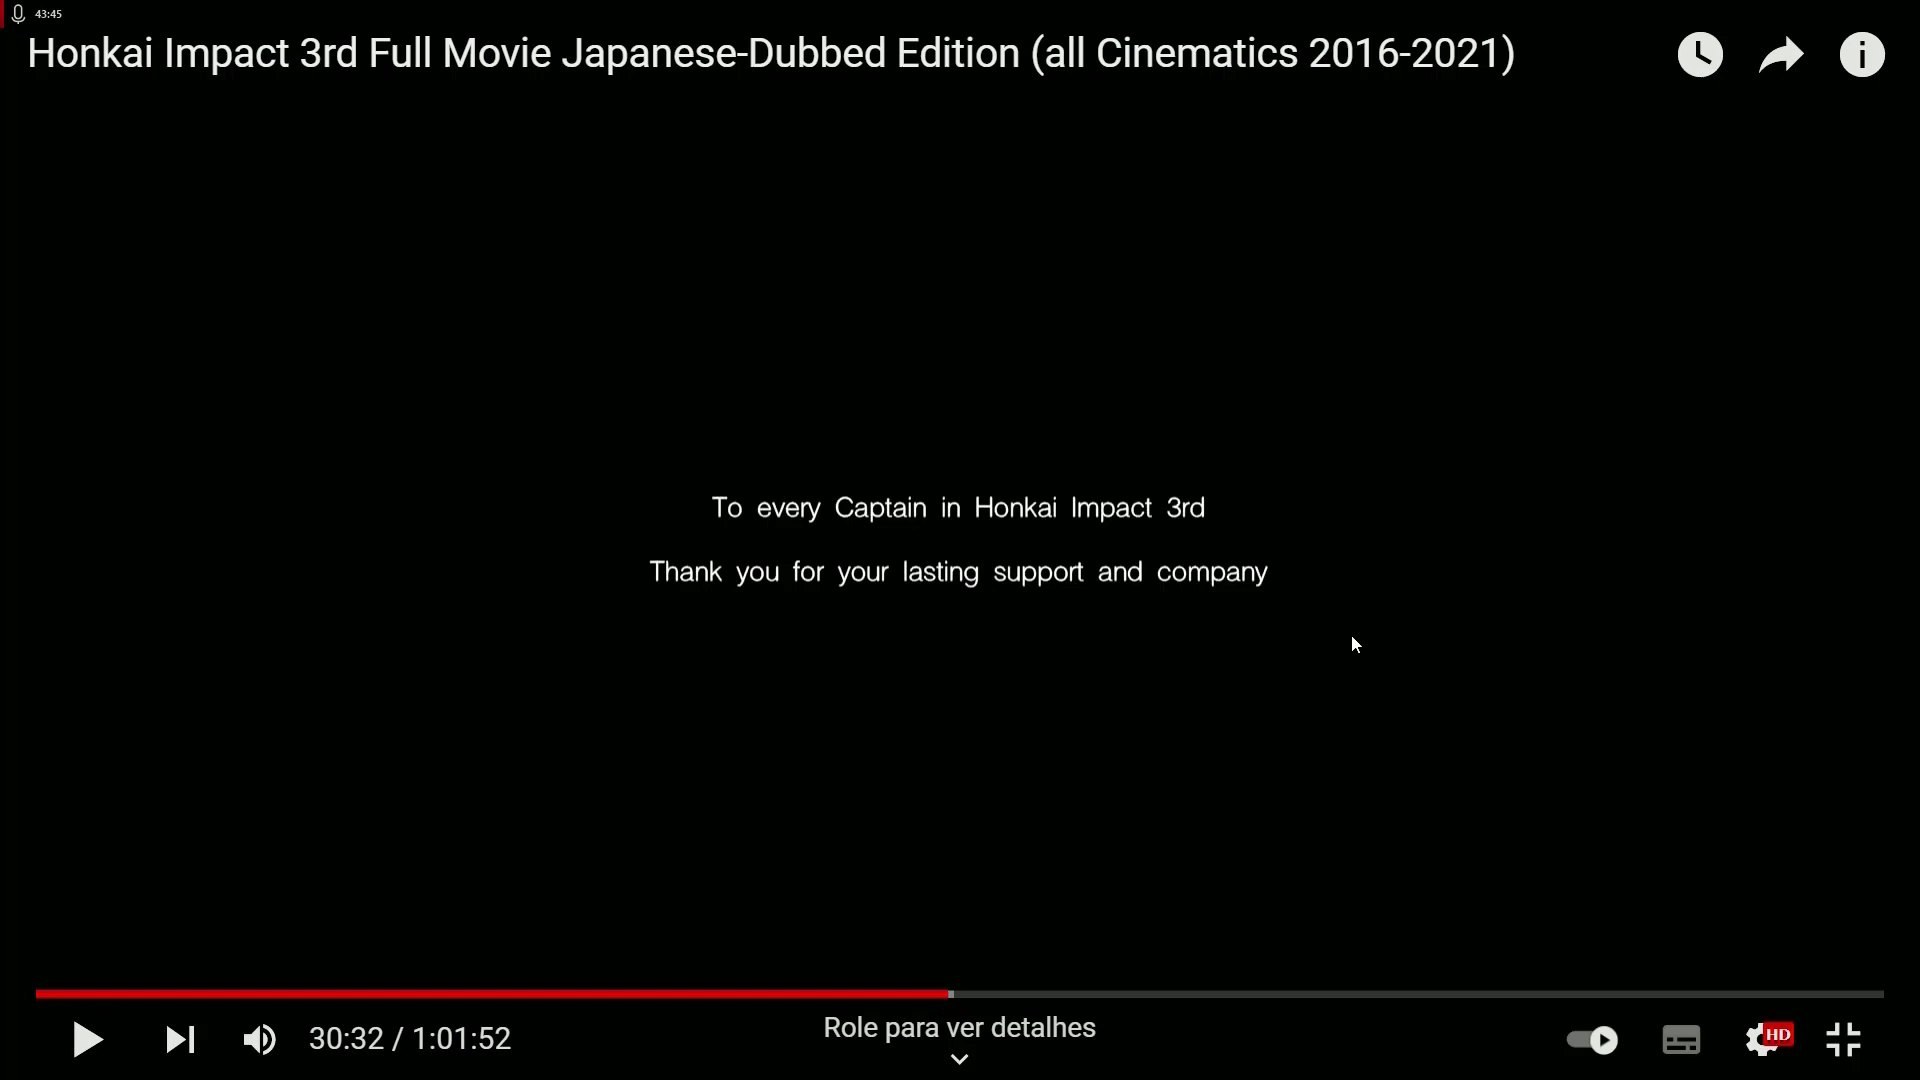 43:45
Honkai Impact 3rd Full Movie Japanese-Dubbed Edition (all Cinematics 2016-2021)
To every Captain in Honkai Impact 3rd
Thank you for your lasting support and company
30:32 / 1:01:52
Role para ver detalhes
HD